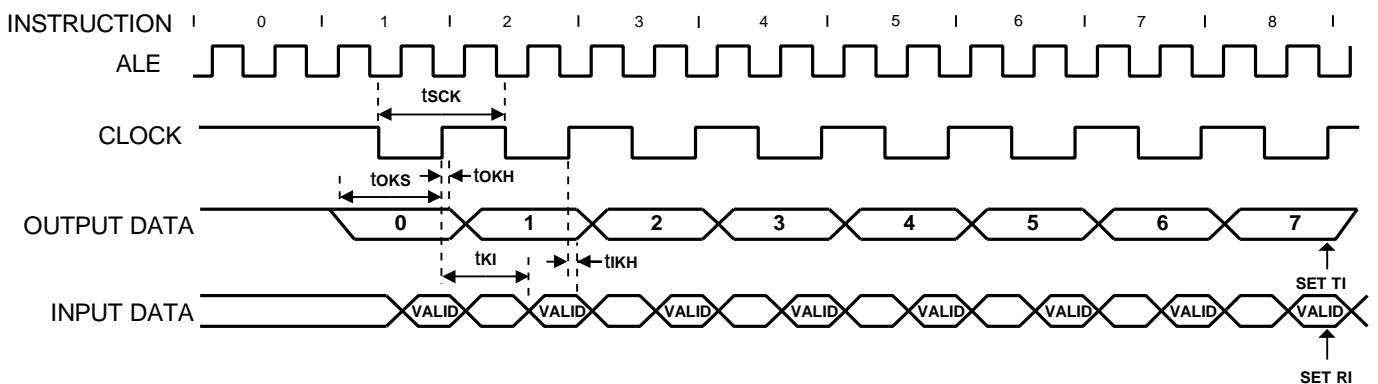 INSTRUCTION 0 1 2 3 4 5 6 7 8
ALE
tSCK
CLOCK
tOKS tOKH
OUTPUT DATA 0 1 2 3 4 5 6 7
tKI tIKH
SET TI
INPUT DATA VALID VALID VALID VALID VALID VALID VALID VALID
SET RI